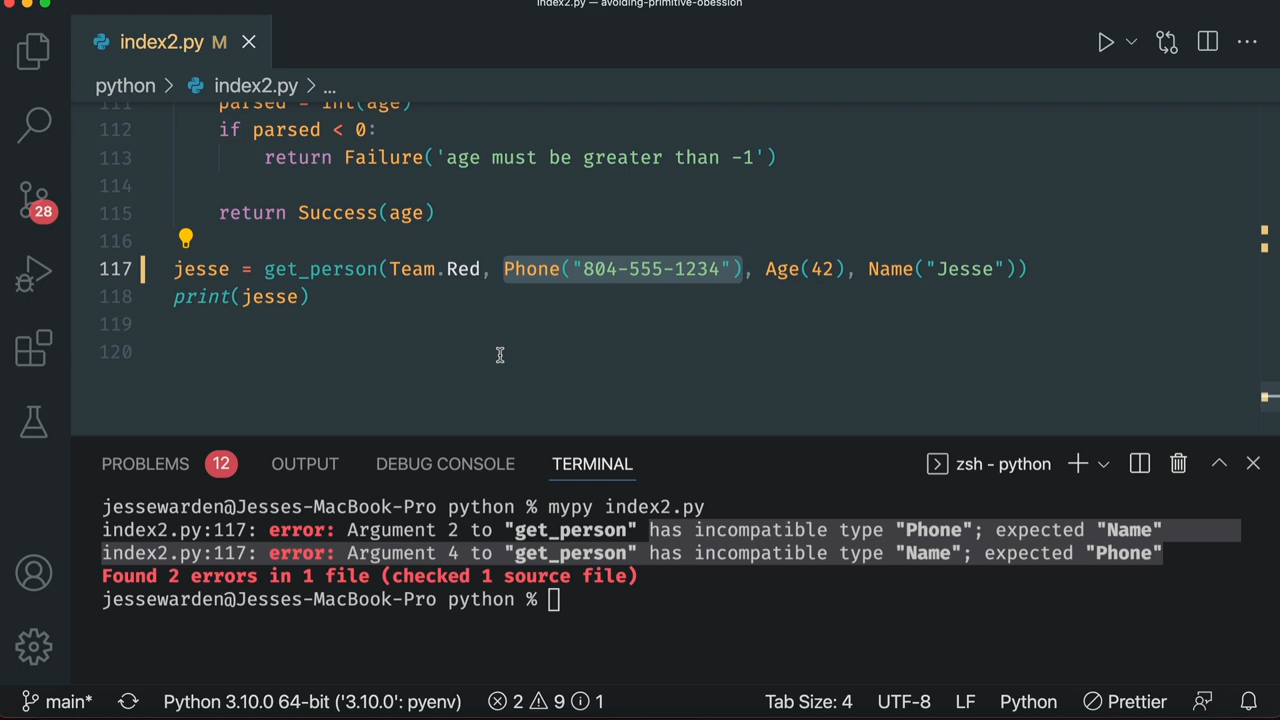 index2.py — avoiding-primitive-obession
index2.py M
python > index2.py > ...
111 parsed = int(age)
112 if parsed < 0:
113 return Failure('age must be greater than -1')
114
115 return Success(age)
116
117 jesse = get_person(Team.Red, Phone("804-555-1234"), Age(42), Name("Jesse"))
118 print(jesse)
119
120
28
PROBLEMS 12 OUTPUT DEBUG CONSOLE TERMINAL zsh - python
jessewarden@Jesses-MacBook-Pro python % mypy index2.py
index2.py:117: error: Argument 2 to "get_person" has incompatible type "Phone"; expected "Name"
index2.py:117: error: Argument 4 to "get_person" has incompatible type "Name"; expected "Phone"
Found 2 errors in 1 file (checked 1 source file)
jessewarden@Jesses-MacBook-Pro python %
main* Python 3.10.0 64-bit ('3.10.0': pyenv) 2 9 1 Tab Size: 4 UTF-8 LF Python Prettier